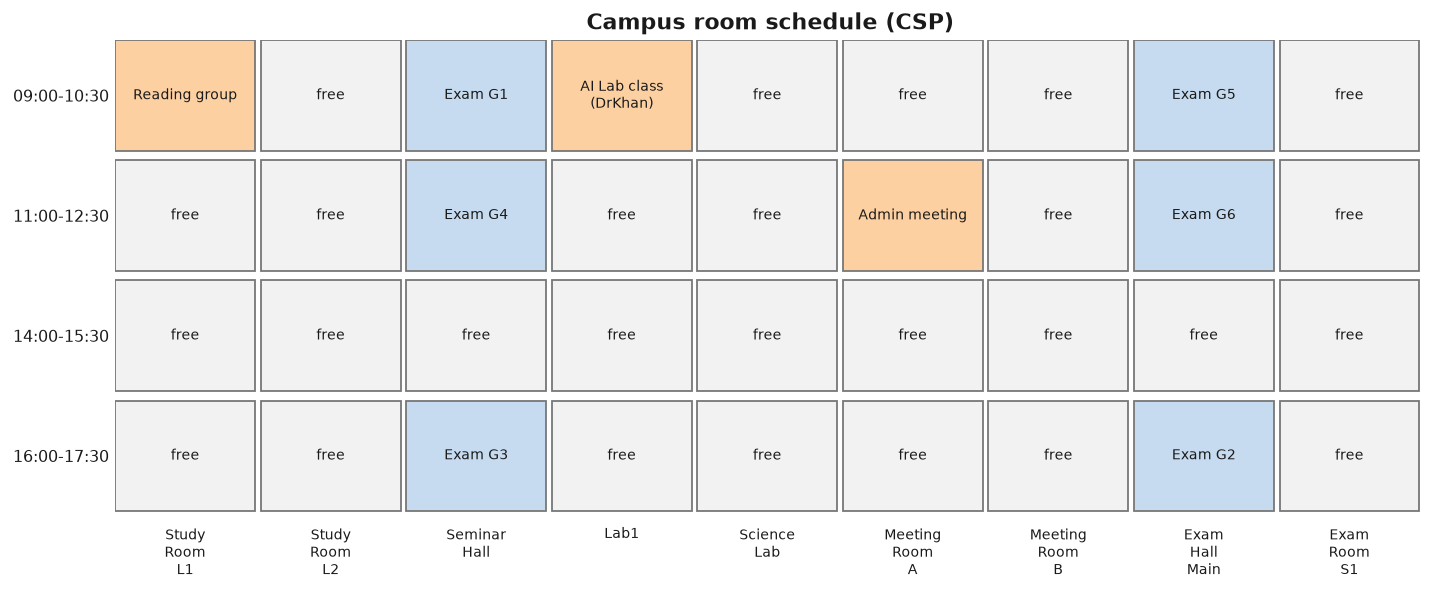 Campus room schedule (CSP)
09:00-10:30
Reading group
free
Exam G1
AI Lab class
(DrKhan)
free
free
free
Exam G5
free
11:00-12:30
free
free
Exam G4
free
free
Admin meeting
free
Exam G6
free
14:00-15:30
free
free
free
free
free
free
free
free
free
16:00-17:30
free
free
Exam G3
free
free
free
free
Exam G2
free
Study
Room
L1
Study
Room
L2
Seminar
Hall
Lab1
Science
Lab
Meeting
Room
A
Meeting
Room
B
Exam
Hall
Main
Exam
Room
S1